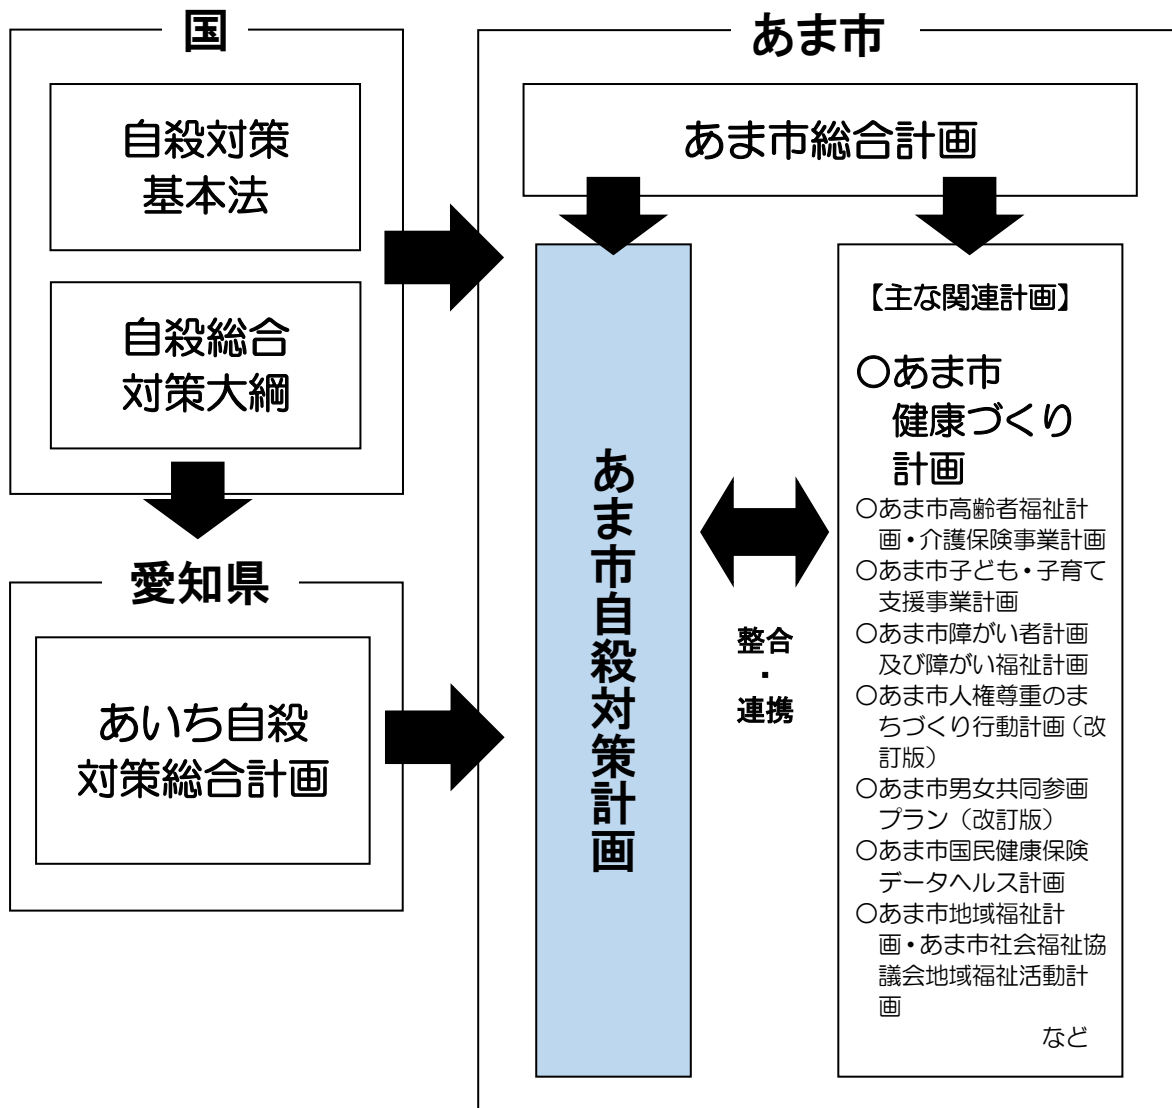 国
自殺対策
基本法
自殺総合
対策大綱
愛知県
あいち自殺
対策総合計画
あま市
あま市総合計画
あま市自殺対策計画
整合
・
連携
【主な関連計画】
○あま市
健康づくり
計画
○あま市高齢者福祉計
画・介護保険事業計画
○あま市子ども・子育て
支援事業計画
○あま市障がい者計画
及び障がい福祉計画
○あま市人権尊重のま
ちづくり行動計画（改
訂版）
○あま市男女共同参画
プラン（改訂版）
○あま市国民健康保険
データヘルス計画
○あま市地域福祉計
画・あま市社会福祉協
議会地域福祉活動計
画
など